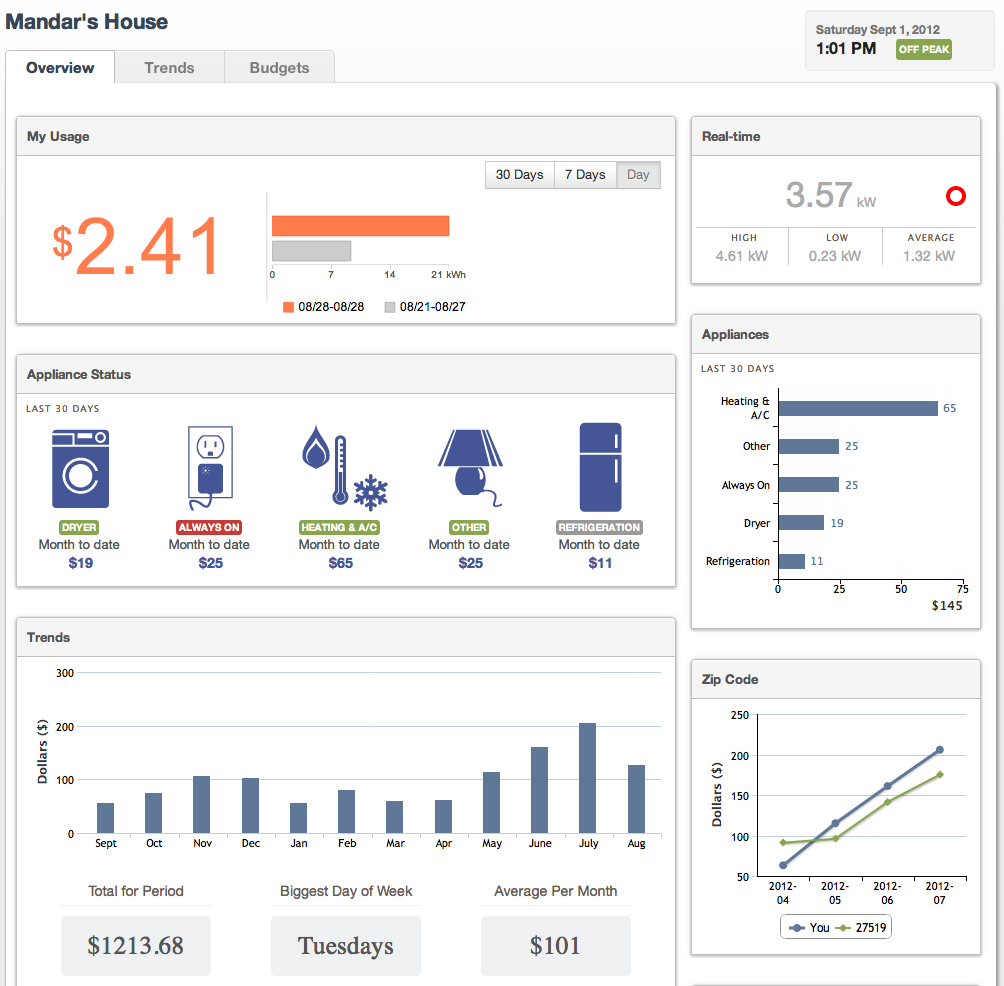 Mandar's House
Saturday Sept 1, 2012
1:01 PM OFF PEAK
Overview Trends Budgets
My Usage
30 Days 7 Days Day
$2.41
0 7 14 21 kWh
08/28-08/28 08/21-08/27
Real-time
3.57 kW
HIGH LOW AVERAGE
4.61 kW 0.23 kW 1.32 kW
Appliance Status
LAST 30 DAYS
DRYER ALWAYS ON HEATING & A/C OTHER REFRIGERATION
Month to date Month to date Month to date Month to date Month to date
$19 $25 $65 $25 $11
Appliances
LAST 30 DAYS
Heating &
A/C 65
Other 25
Always On 25
Dryer 19
Refrigeration 11
0 25 50 75
$145
Trends
Dollars ($)
300
200
100
0
Sept Oct Nov Dec Jan Feb Mar Apr May June July Aug
Total for Period Biggest Day of Week Average Per Month
$1213.68 Tuesdays $101
Zip Code
Dollars ($)
250
200
150
100
50
2012- 2012- 2012- 2012-
04 05 06 07
You 27519